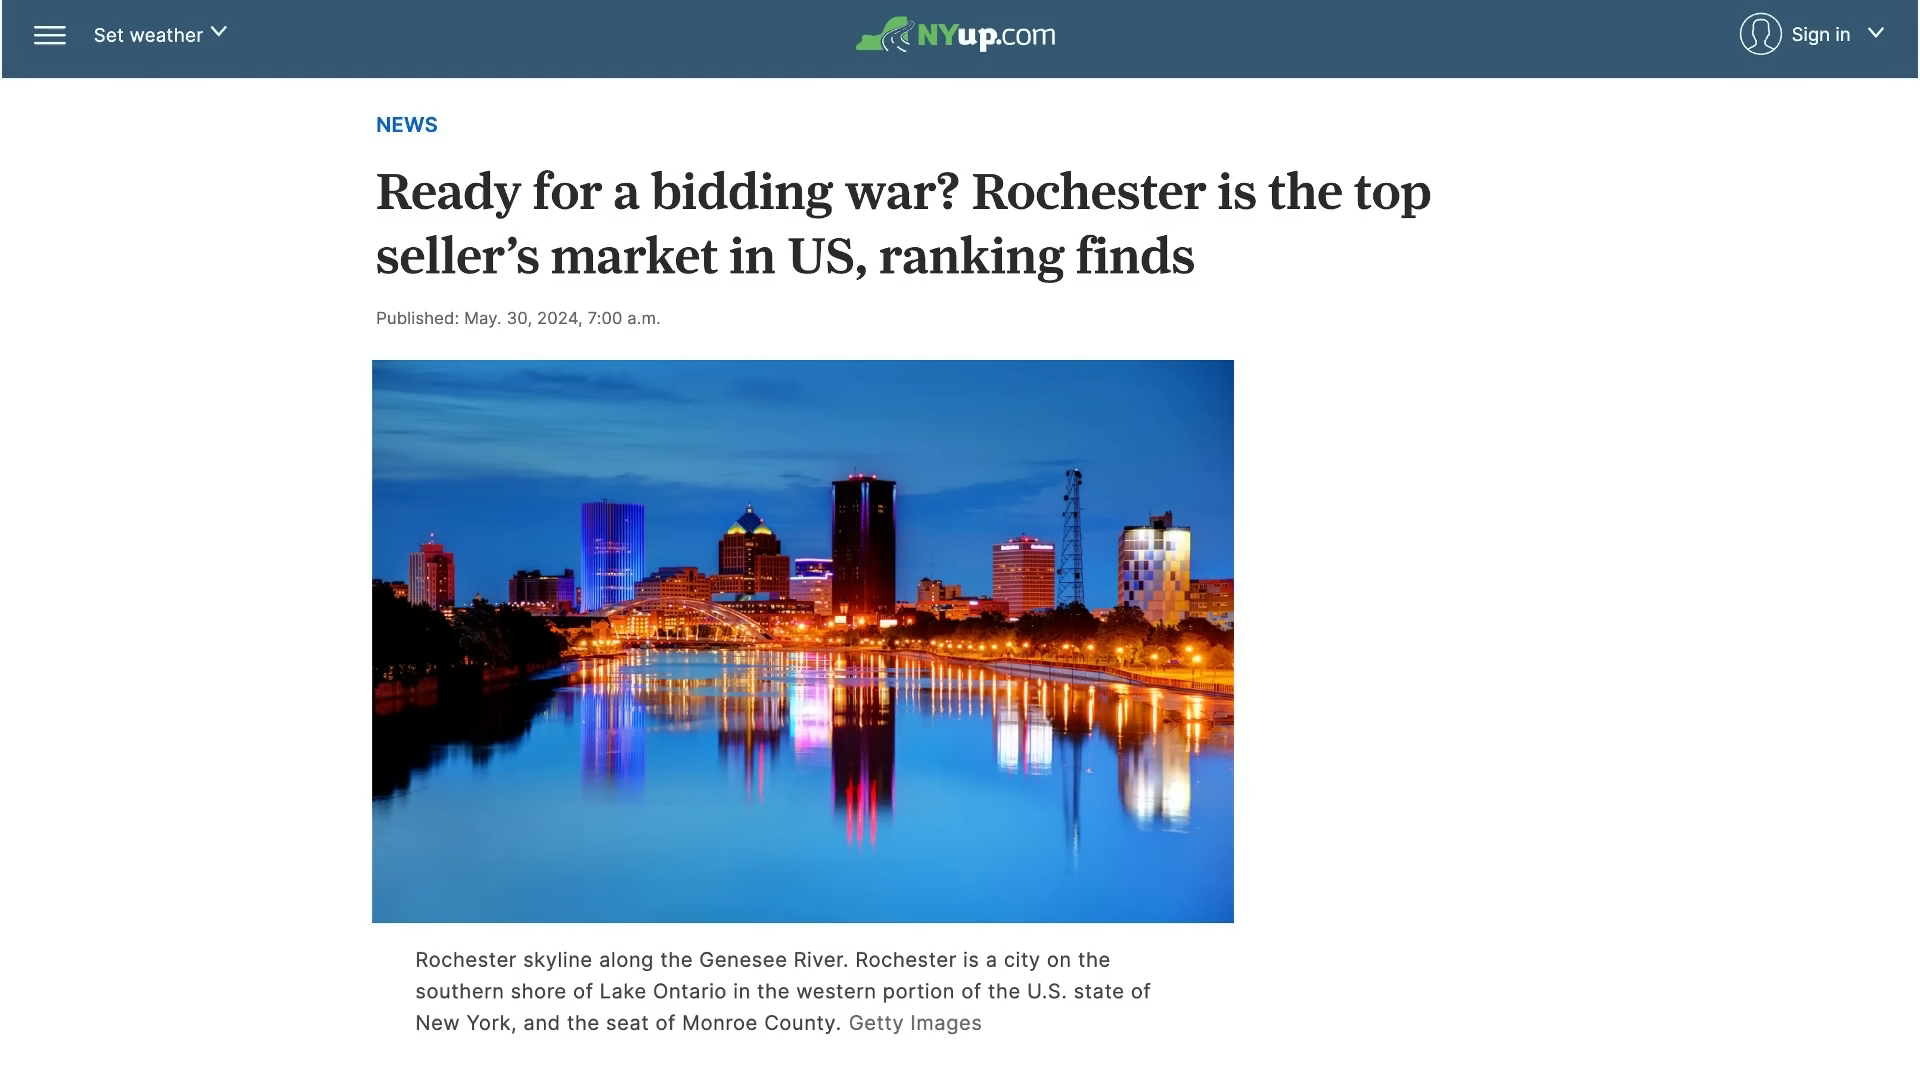 Set weather
NYup.com
Sign in
NEWS
Ready for a bidding war? Rochester is the top
seller’s market in US, ranking finds
Published: May. 30, 2024, 7:00 a.m.
Rochester skyline along the Genesee River. Rochester is a city on the
southern shore of Lake Ontario in the western portion of the U.S. state of
New York, and the seat of Monroe County. Getty Images